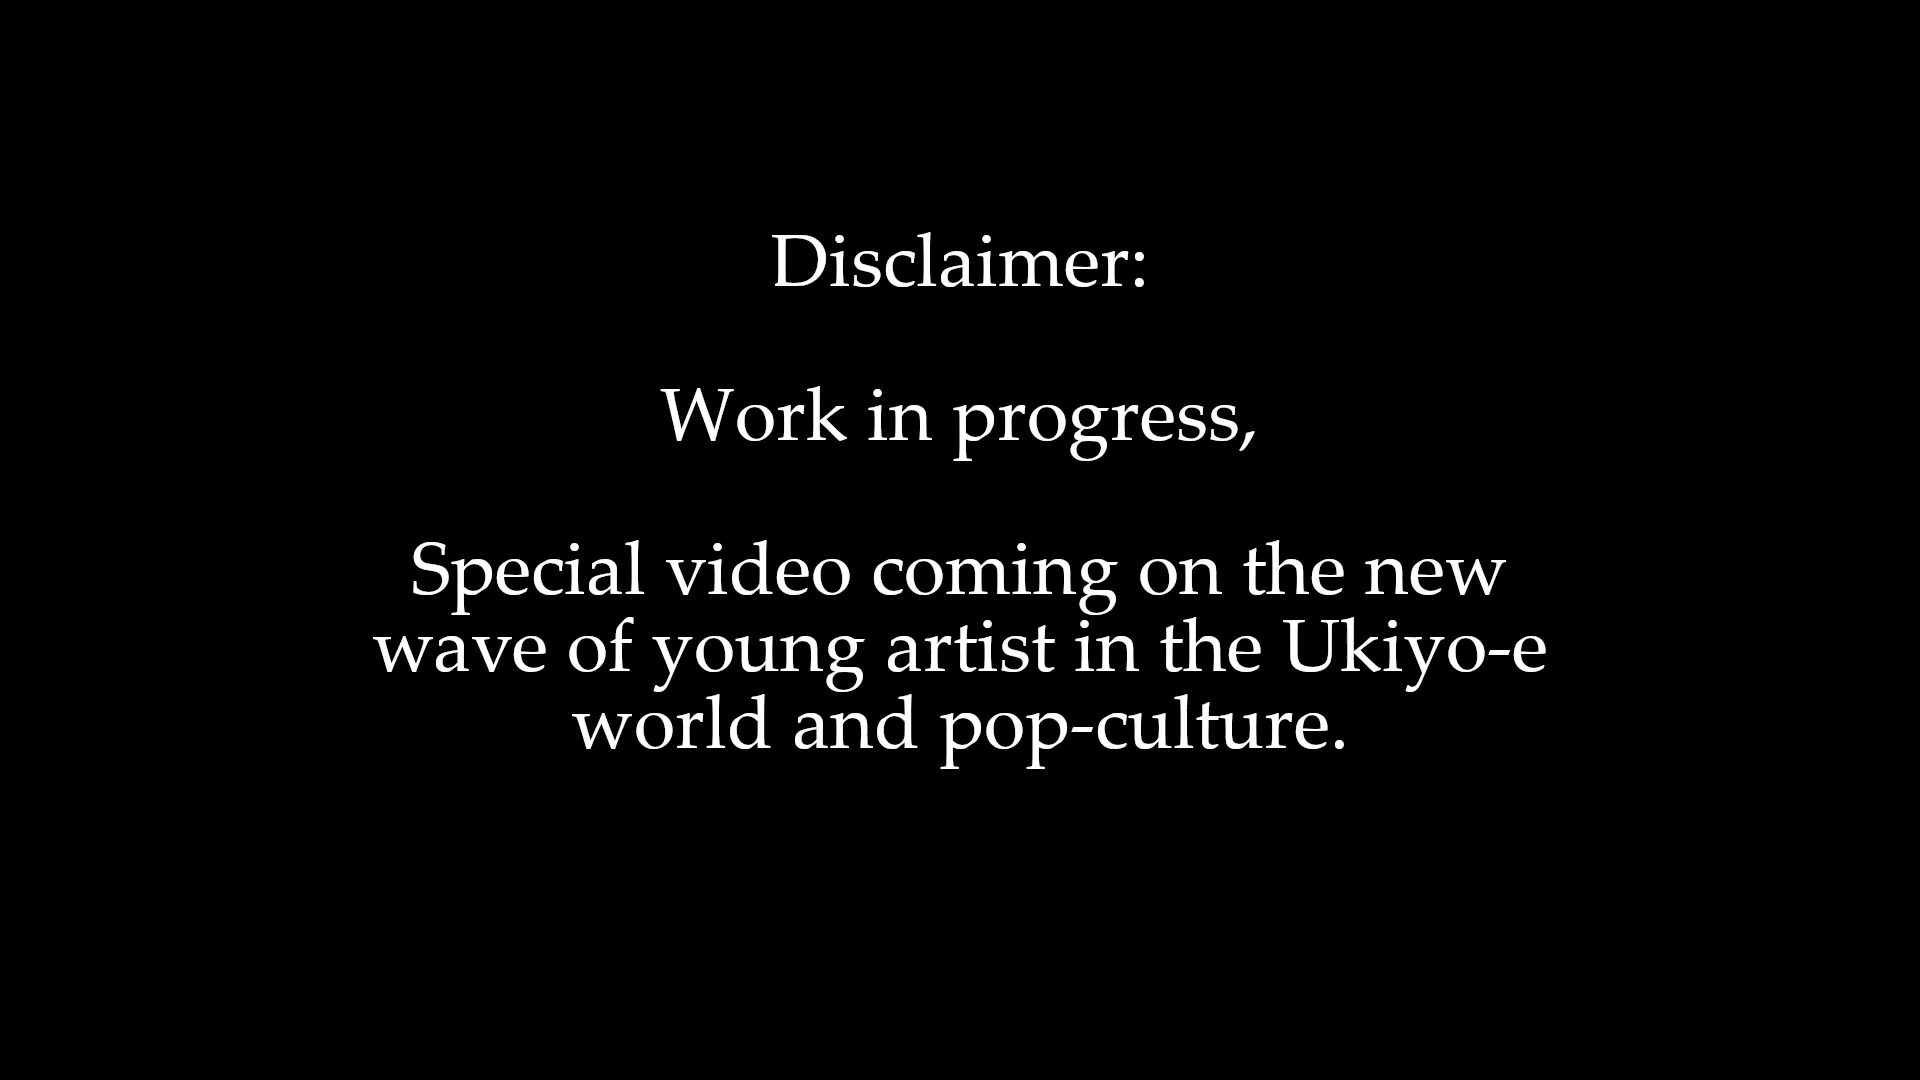 Disclaimer:
Work in progress,
Special video coming on the new
wave of young artist in the Ukiyo-e
world and pop-culture.